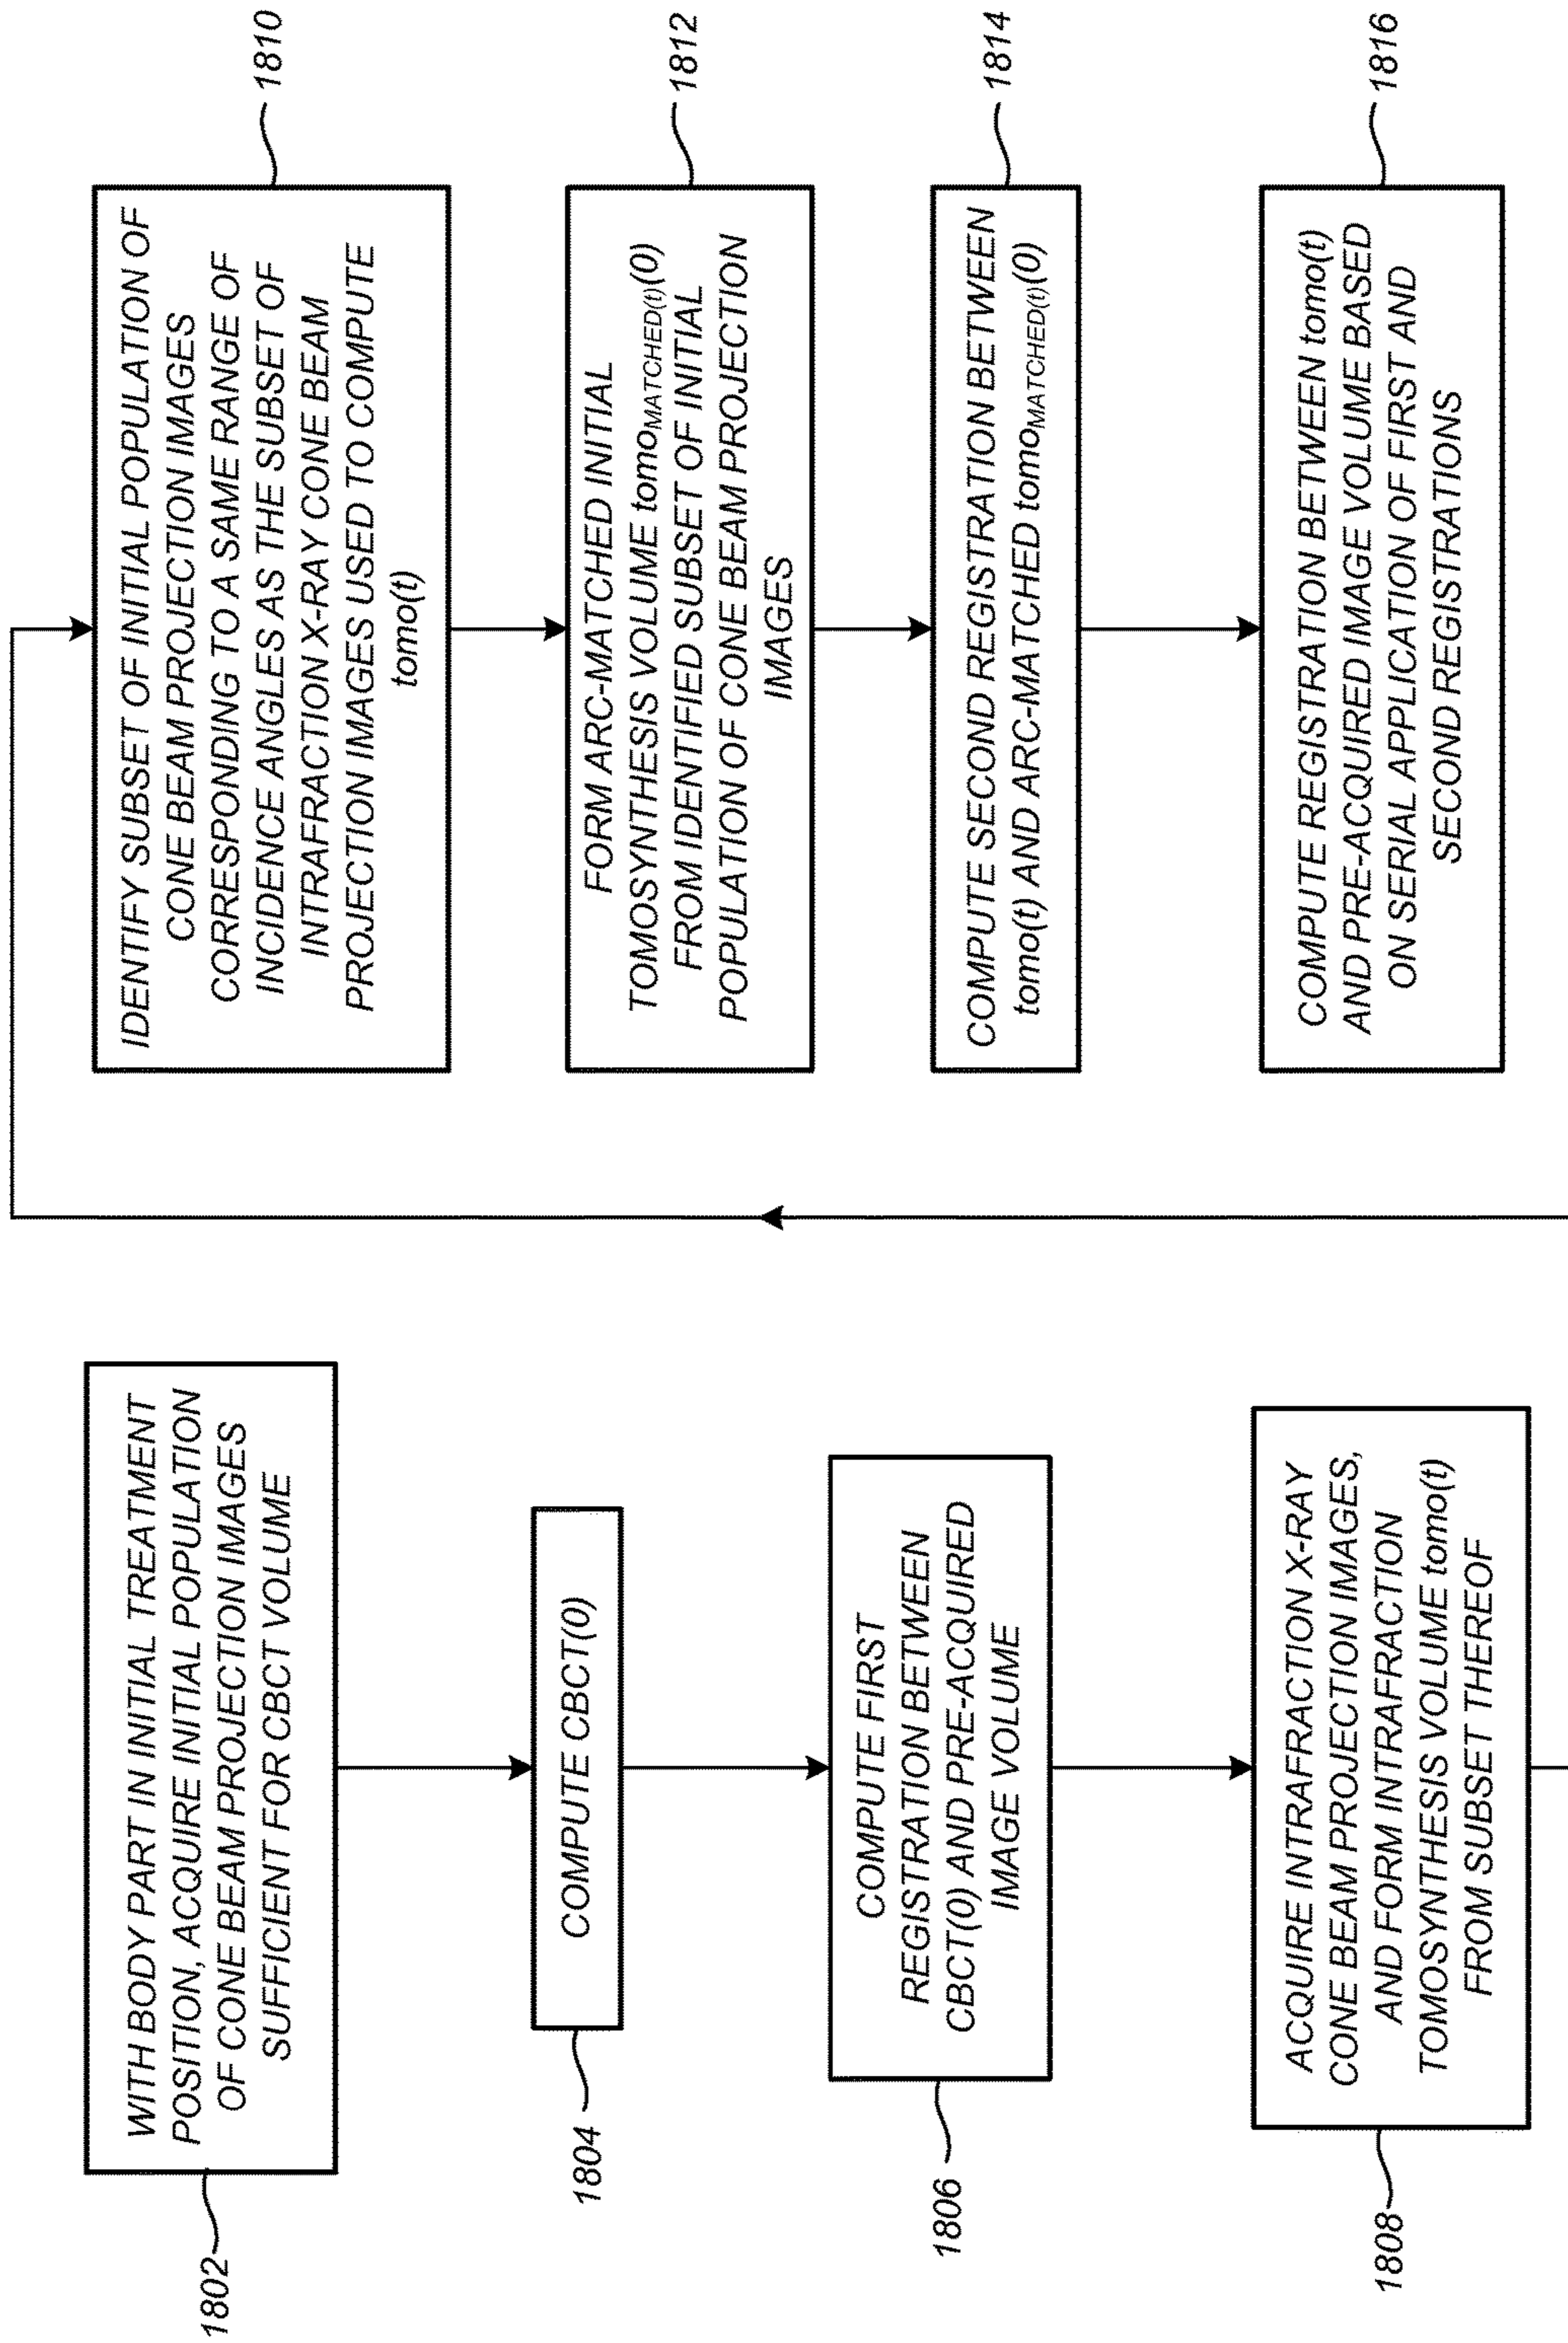 WITH BODY PART IN INITIAL TREATMENT
POSITION, ACQUIRE INITIAL POPULATION
OF CONE BEAM PROJECTION IMAGES
SUFFICIENT FOR CBCT VOLUME
1802
COMPUTE CBCT(0)
1804
COMPUTE FIRST
REGISTRATION BETWEEN
CBCT(0) AND PRE-ACQUIRED
IMAGE VOLUME
1806
ACQUIRE INTRAFRACTION X-RAY
CONE BEAM PROJECTION IMAGES,
AND FORM INTRAFRACTION
TOMOSYNTHESIS VOLUME tomo(t)
FROM SUBSET THEREOF
1808
IDENTIFY SUBSET OF INITIAL POPULATION OF
CONE BEAM PROJECTION IMAGES
CORRESPONDING TO A SAME RANGE OF
INCIDENCE ANGLES AS THE SUBSET OF
INTRAFRACTION X-RAY CONE BEAM
PROJECTION IMAGES USED TO COMPUTE
tomo(t)
1810
FORM ARC-MATCHED INITIAL
TOMOSYNTHESIS VOLUME tomoMATCHED(t)(0)
FROM IDENTIFIED SUBSET OF INITIAL
POPULATION OF CONE BEAM PROJECTION
IMAGES
1812
COMPUTE SECOND REGISTRATION BETWEEN
tomo(t) AND ARC-MATCHED tomoMATCHED(t)(0)
1814
COMPUTE REGISTRATION BETWEEN tomo(t)
AND PRE-ACQUIRED IMAGE VOLUME BASED
ON SERIAL APPLICATION OF FIRST AND
SECOND REGISTRATIONS
1816